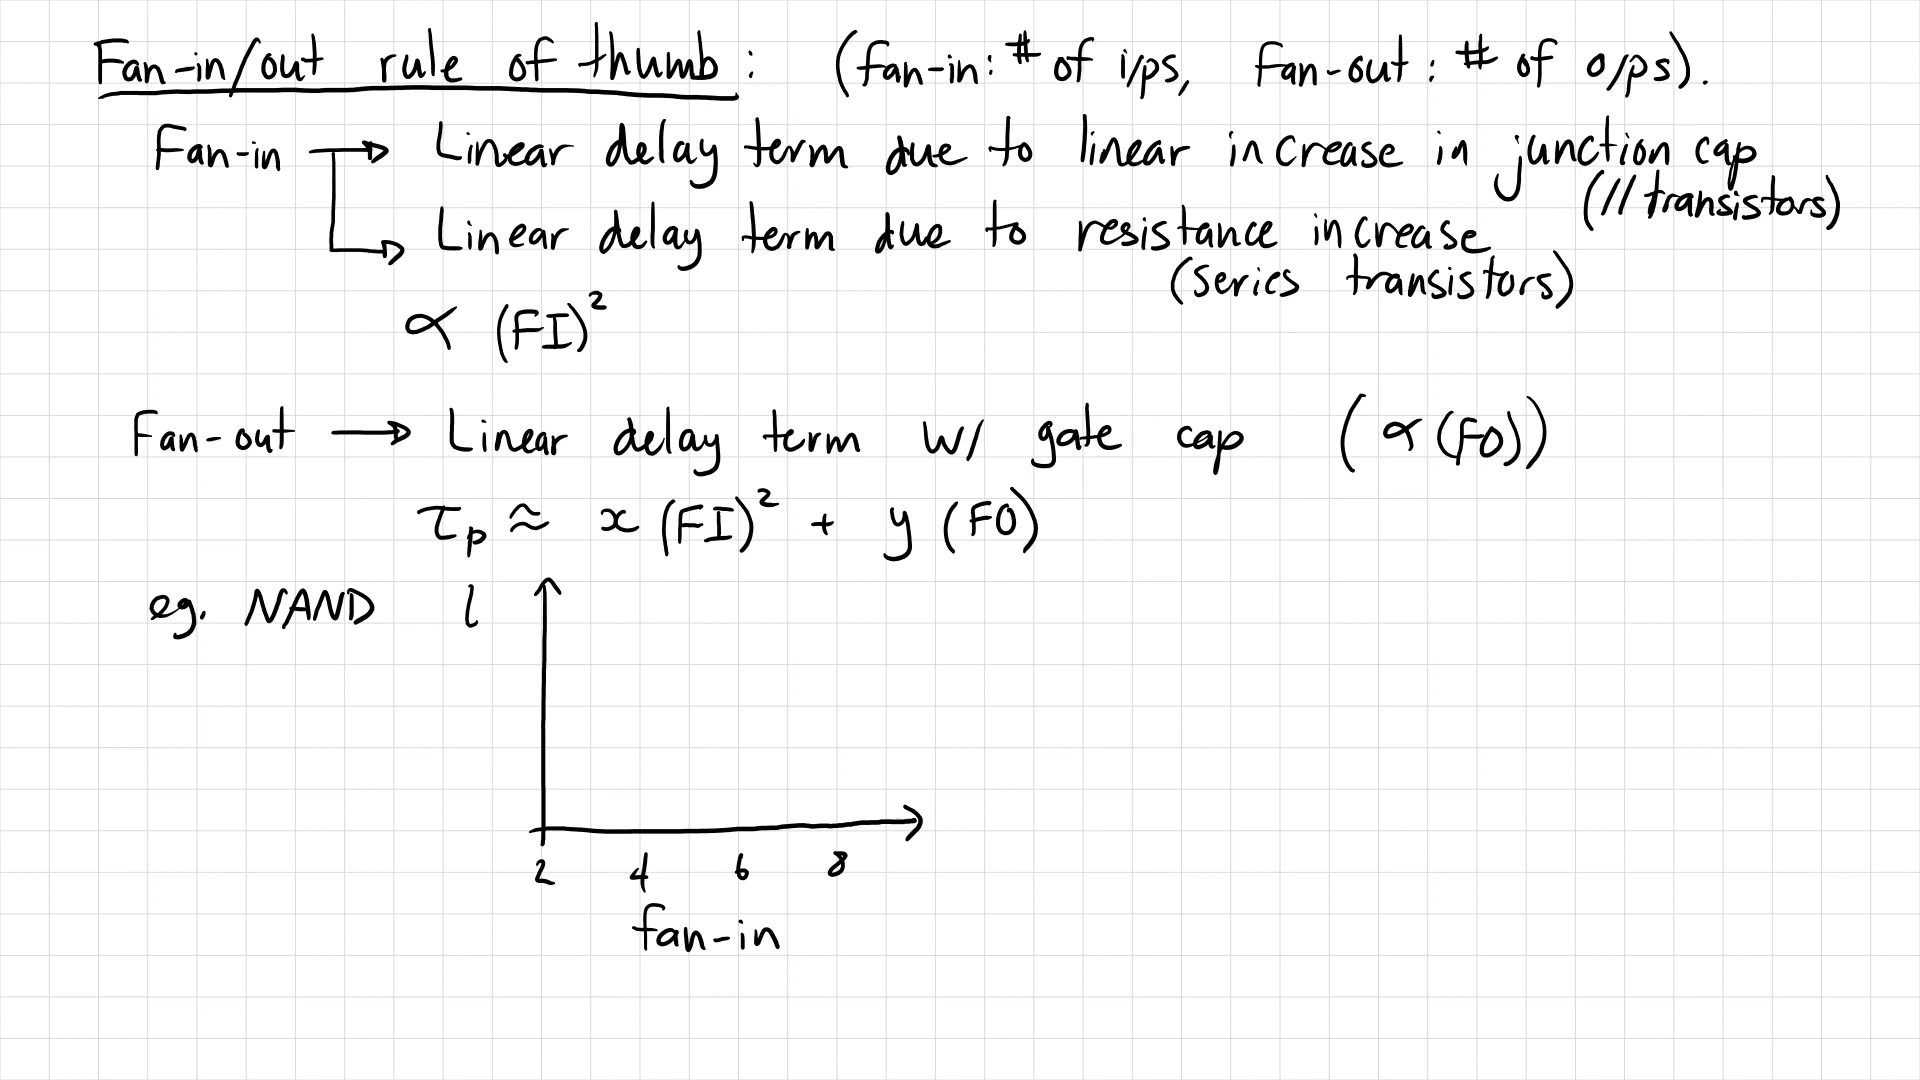 Fan-in/out rule of thumb: (fan-in: # of i/ps, fan-out: # of o/ps).
Fan-in → Linear delay term due to linear increase in junction cap
(// transistors)
Linear delay term due to resistance increase
(series transistors)
∝ (FI)²
Fan-out → Linear delay term w/ gate cap (∝ (FO))
τp ≈ x (FI)² + y (FO)
eg. NAND l
2 4 6 8
fan-in